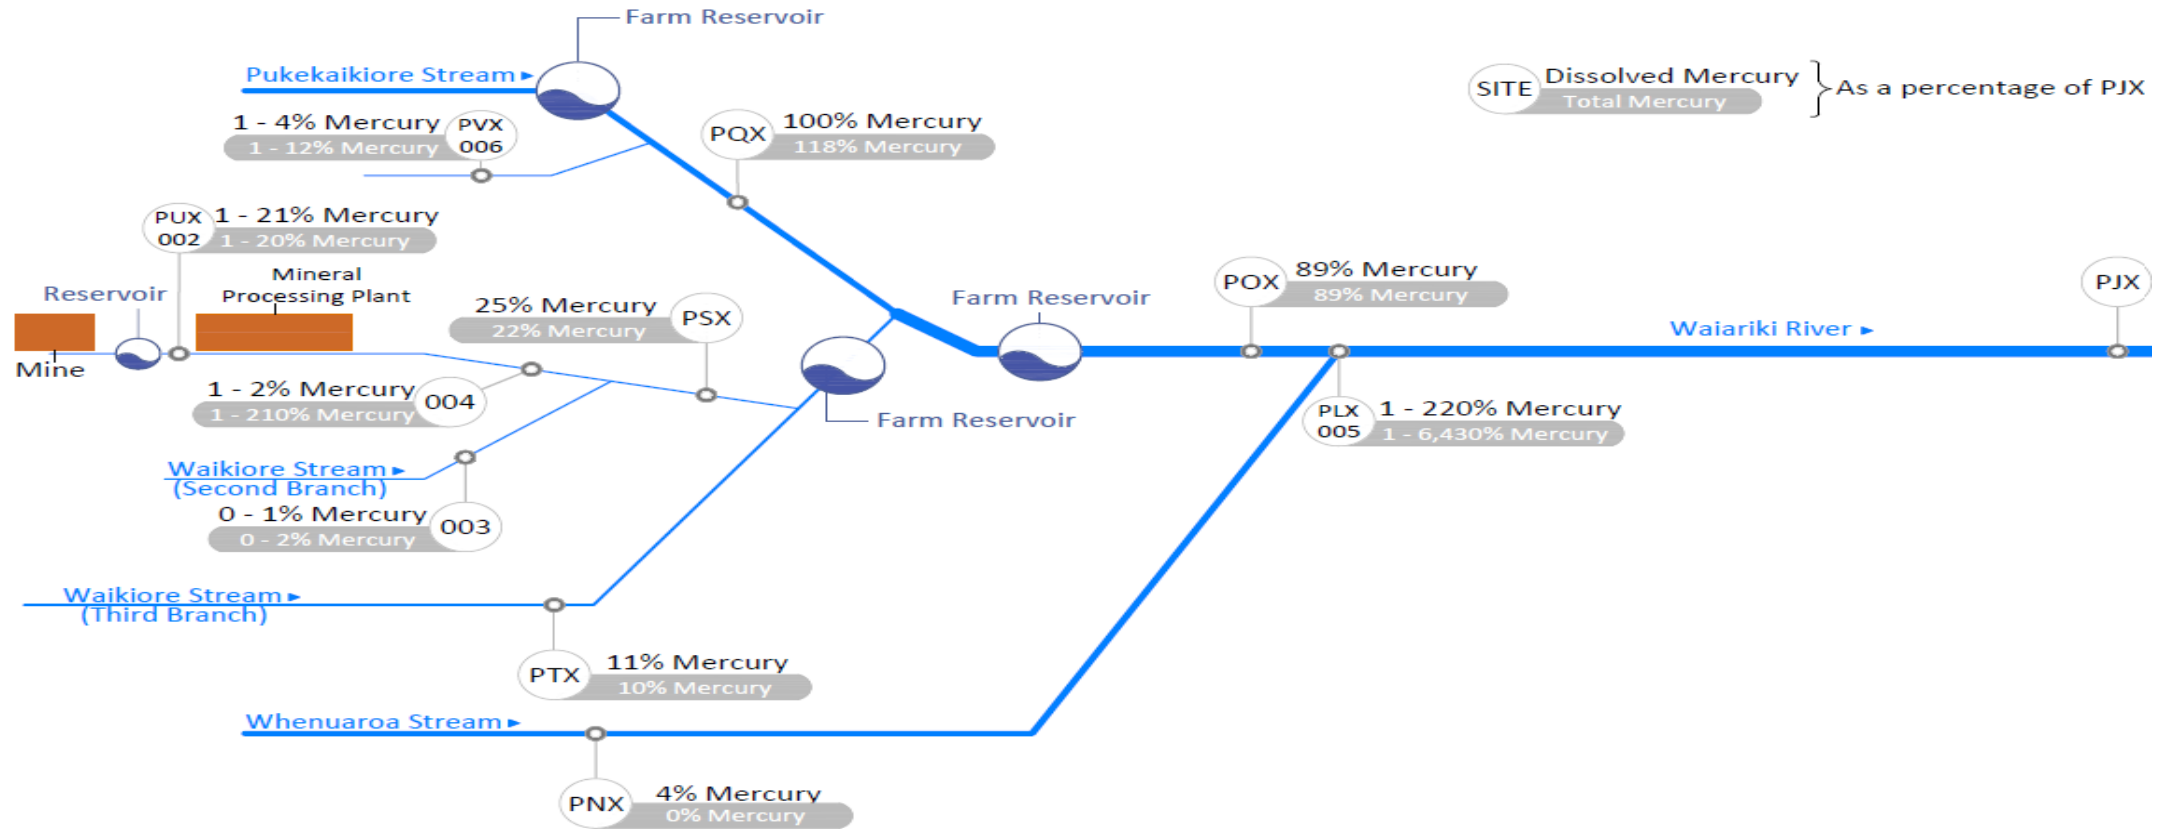 Farm Reservoir
Pukekaikiore Stream ►
SITE
Dissolved Mercury
Total Mercury
As a percentage of PJX
1 - 4% Mercury
1 - 12% Mercury
PVX
006
PQX
100% Mercury
118% Mercury
PUX
002
1 - 21% Mercury
1 - 20% Mercury
Mineral
Processing Plant
Reservoir
Mine
25% Mercury
22% Mercury
PSX
Farm Reservoir
POX
89% Mercury
89% Mercury
PJX
Waiariki River ►
1 - 2% Mercury
1 - 210% Mercury
004
Farm Reservoir
PLX
005
1 - 220% Mercury
1 - 6,430% Mercury
Waikiore Stream ►
(Second Branch)
0 - 1% Mercury
0 - 2% Mercury
003
Waikiore Stream ►
(Third Branch)
PTX
11% Mercury
10% Mercury
Whenuaroa Stream ►
PNX
4% Mercury
0% Mercury